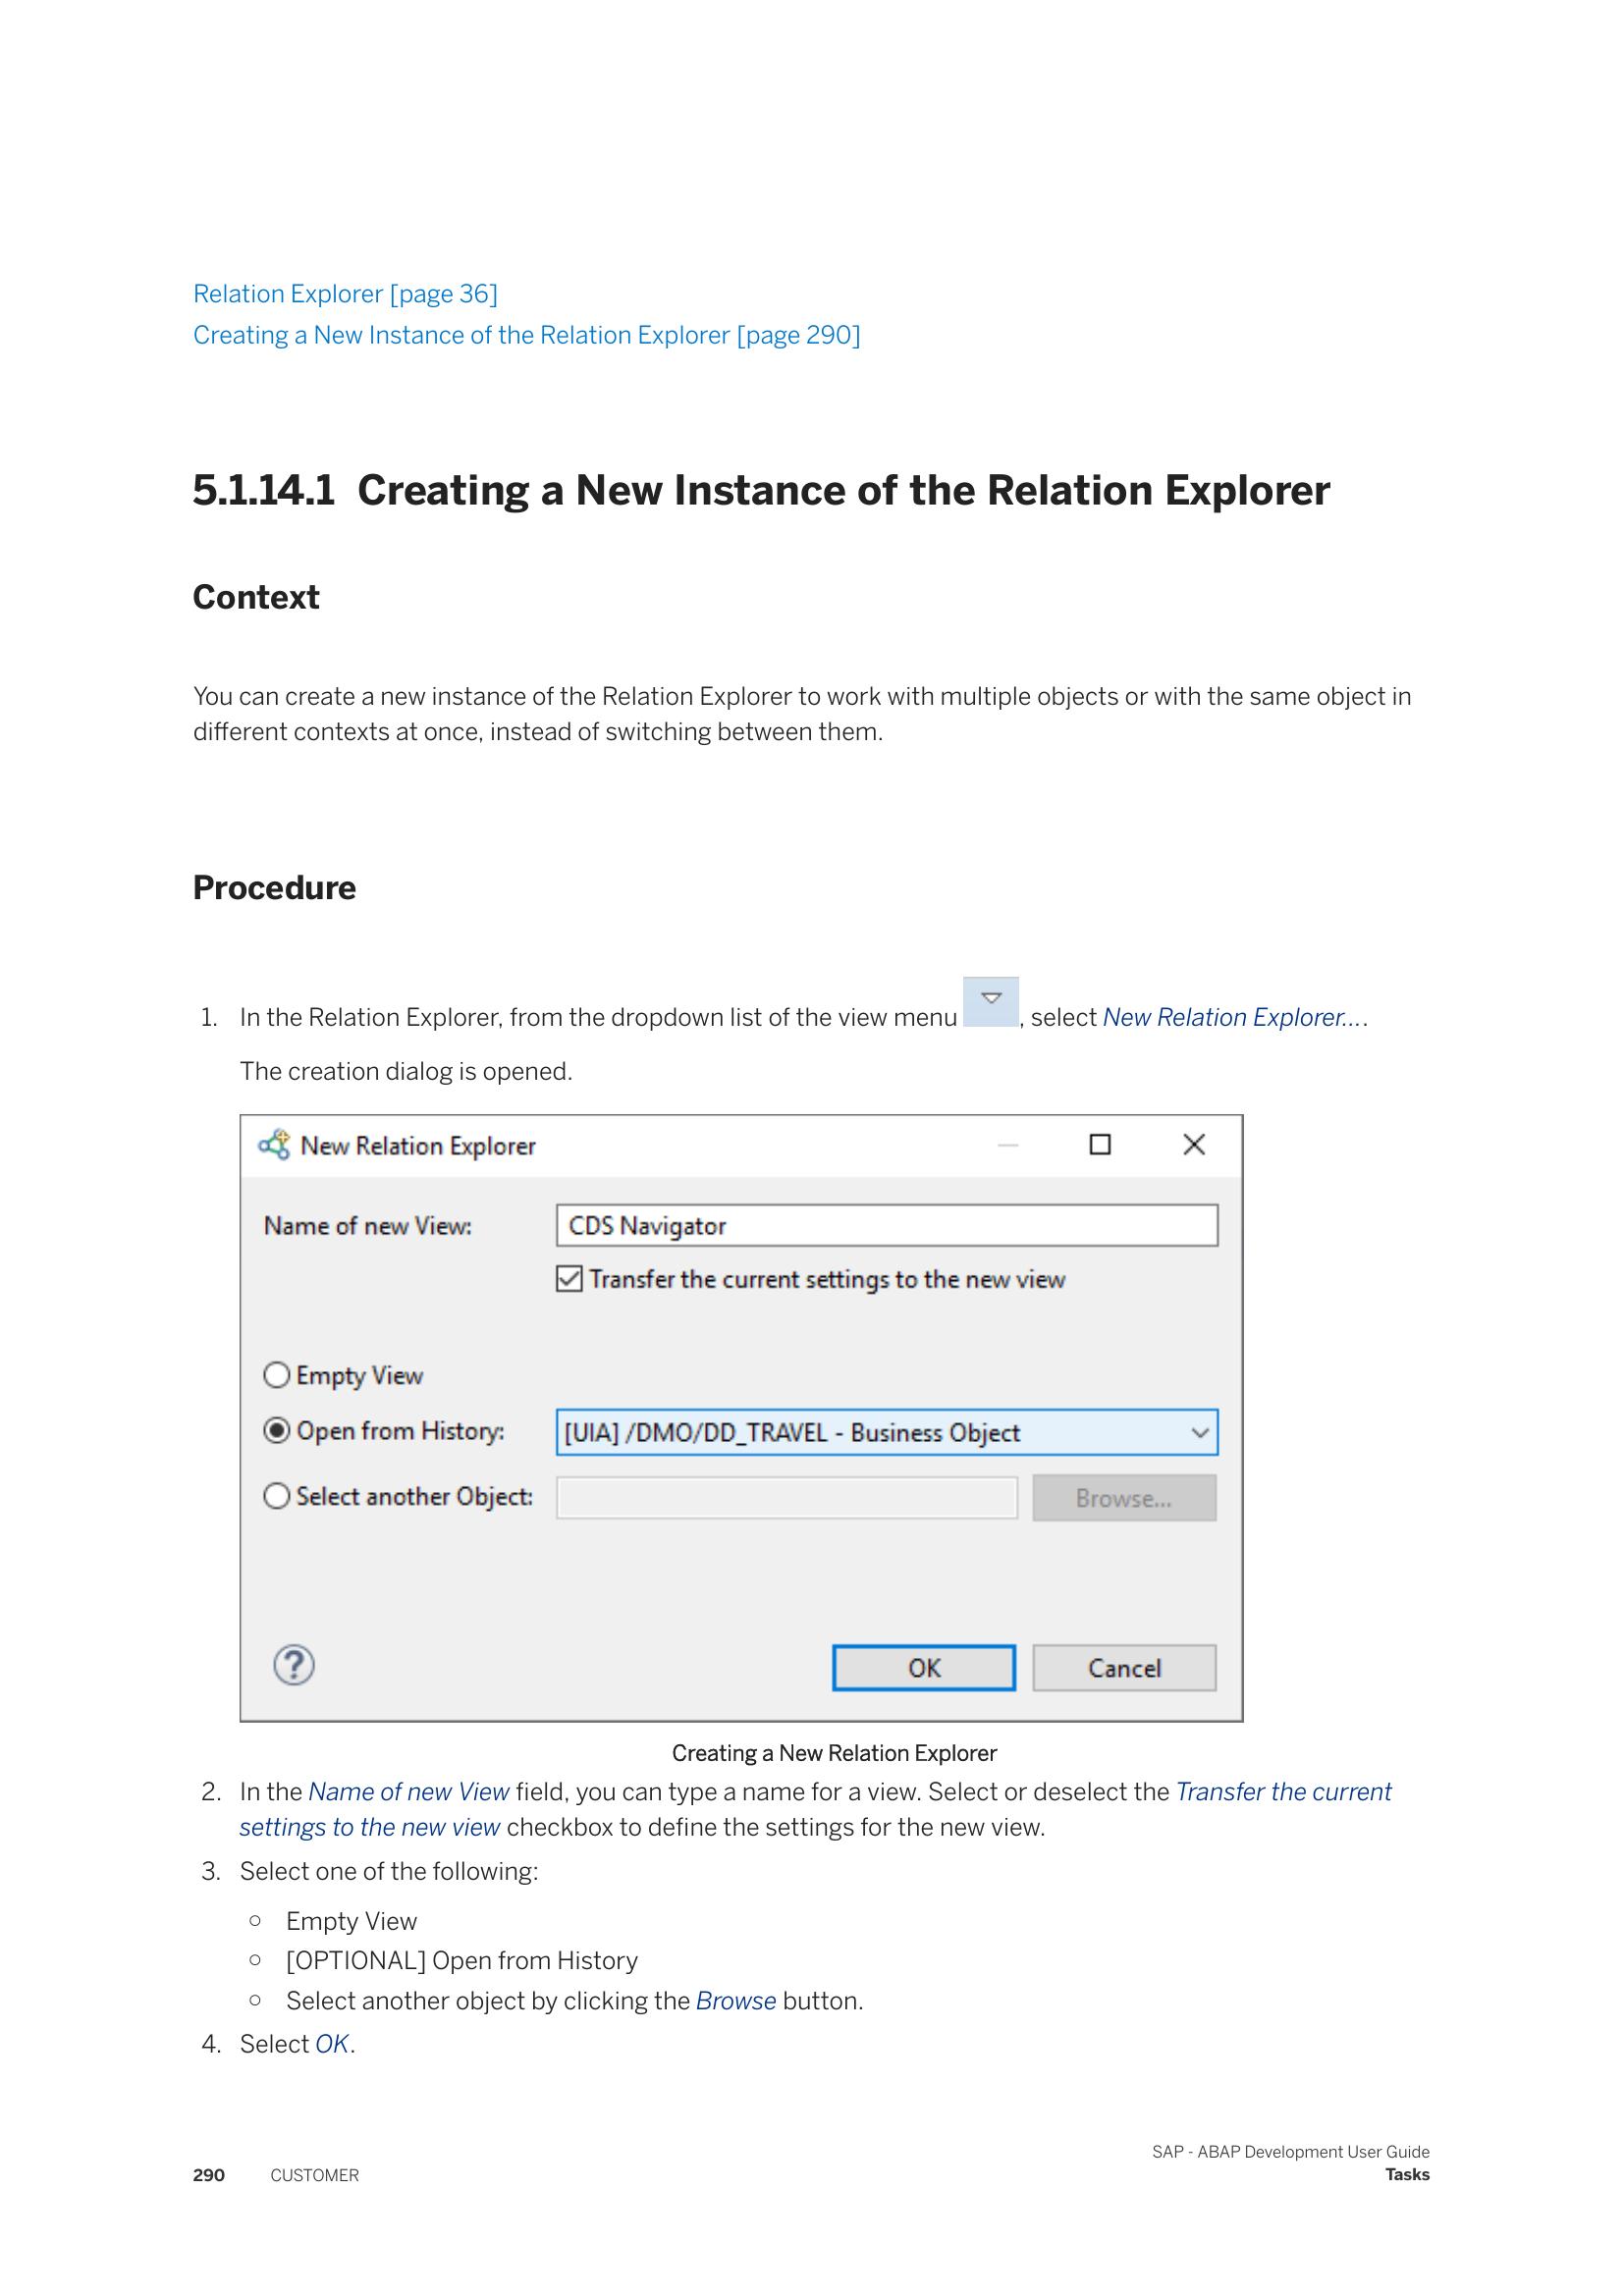 Relation Explorer [page 36]
Creating a New Instance of the Relation Explorer [page 290]
5.1.14.1 Creating a New Instance of the Relation Explorer
Context
You can create a new instance of the Relation Explorer to work with multiple objects or with the same object in
different contexts at once, instead of switching between them.
Procedure
1. In the Relation Explorer, from the dropdown list of the view menu , select New Relation Explorer....
The creation dialog is opened.
New Relation Explorer
Name of new View: CDS Navigator
Transfer the current settings to the new view
Empty View
Open from History: [UIA] /DMO/DD_TRAVEL - Business Object
Select another Object: Browse...
OK Cancel
Creating a New Relation Explorer
2. In the Name of new View field, you can type a name for a view. Select or deselect the Transfer the current
settings to the new view checkbox to define the settings for the new view.
3. Select one of the following:
○ Empty View
○ [OPTIONAL] Open from History
○ Select another object by clicking the Browse button.
4. Select OK.
SAP - ABAP Development User Guide
290 CUSTOMER Tasks